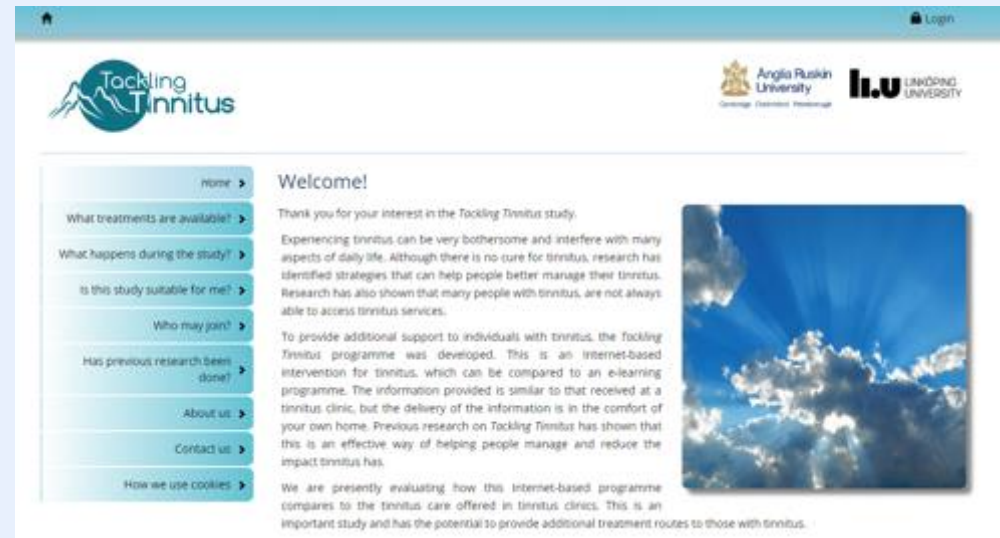 Login
Tackling
Tinnitus
Anglia Ruskin
University
Cambridge Chelmsford Peterborough
li.u LINKÖPING
UNIVERSITY
Home
What treatments are available?
What happens during the study?
Is this study suitable for me?
Who may join?
Has previous research been
done?
About us
Contact us
How we use cookies
Welcome!
Thank you for your interest in the Tackling Tinnitus study.
Experiencing tinnitus can be very bothersome and interfere with many
aspects of daily life. Although there is no cure for tinnitus, research has
identified strategies that can help people better manage their tinnitus.
Research has also shown that many people with tinnitus, are not always
able to access tinnitus services.
To provide additional support to individuals with tinnitus, the Tackling
Tinnitus programme was developed. This is an Internet-based
intervention for tinnitus, which can be compared to an e-learning
programme. The information provided is similar to that received at a
tinnitus clinic, but the delivery of the information is in the comfort of
your own home. Previous research on Tackling Tinnitus has shown that
this is an effective way of helping people manage and reduce the
impact tinnitus has.
We are presently evaluating how this Internet-based programme
compares to the tinnitus care offered in tinnitus clinics. This is an
important study and has the potential to provide additional treatment routes to those with tinnitus.